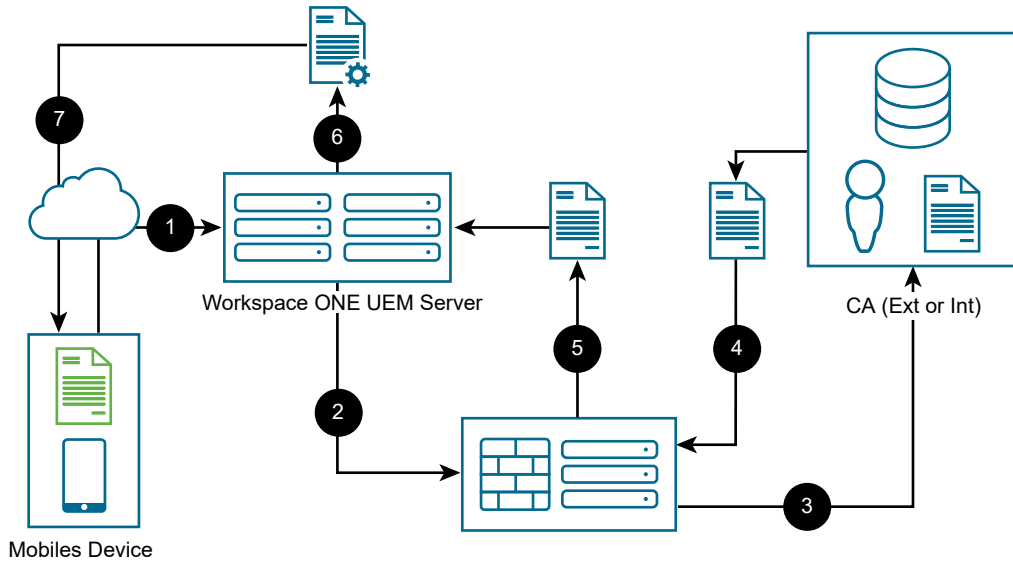 7
6
1
Workspace ONE UEM Server
CA (Ext or Int)
5
4
2
3
Mobiles Device